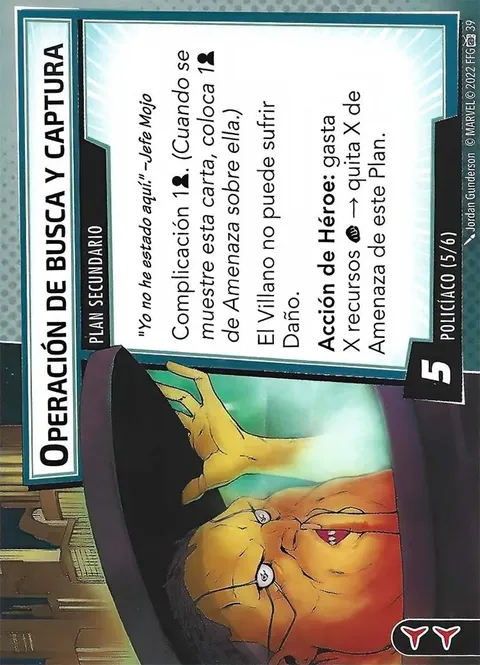 OPERACIÓN DE BUSCA Y CAPTURA
PLAN SECUNDARIO
"Yo no he estado aquí." –Jefe Mojo
Complicación 1. (Cuando se
muestre esta carta, coloca 1
de Amenaza sobre ella.)
El Villano no puede sufrir
Daño.
Acción de Héroe: gasta
X recursos → quita X de
Amenaza de este Plan.
5
POLICÍACO (5/6)
Jordan Gunderson © MARVEL © 2022 FFG 39